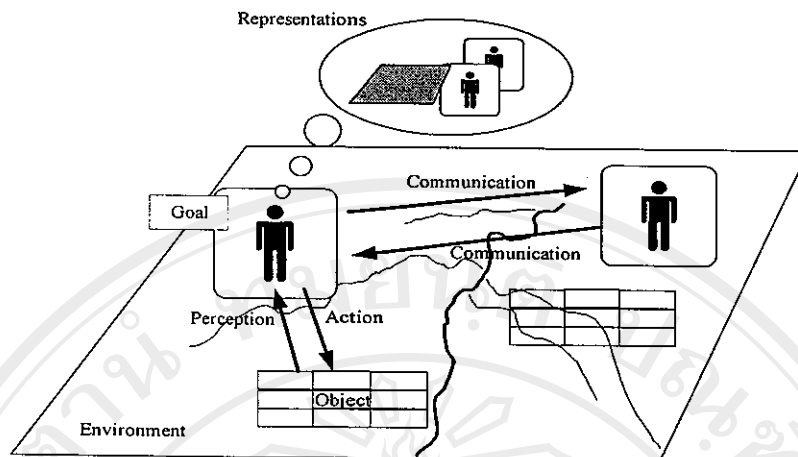 Representations
Communication
Goal
Communication
Perception
Action
Object
Environment